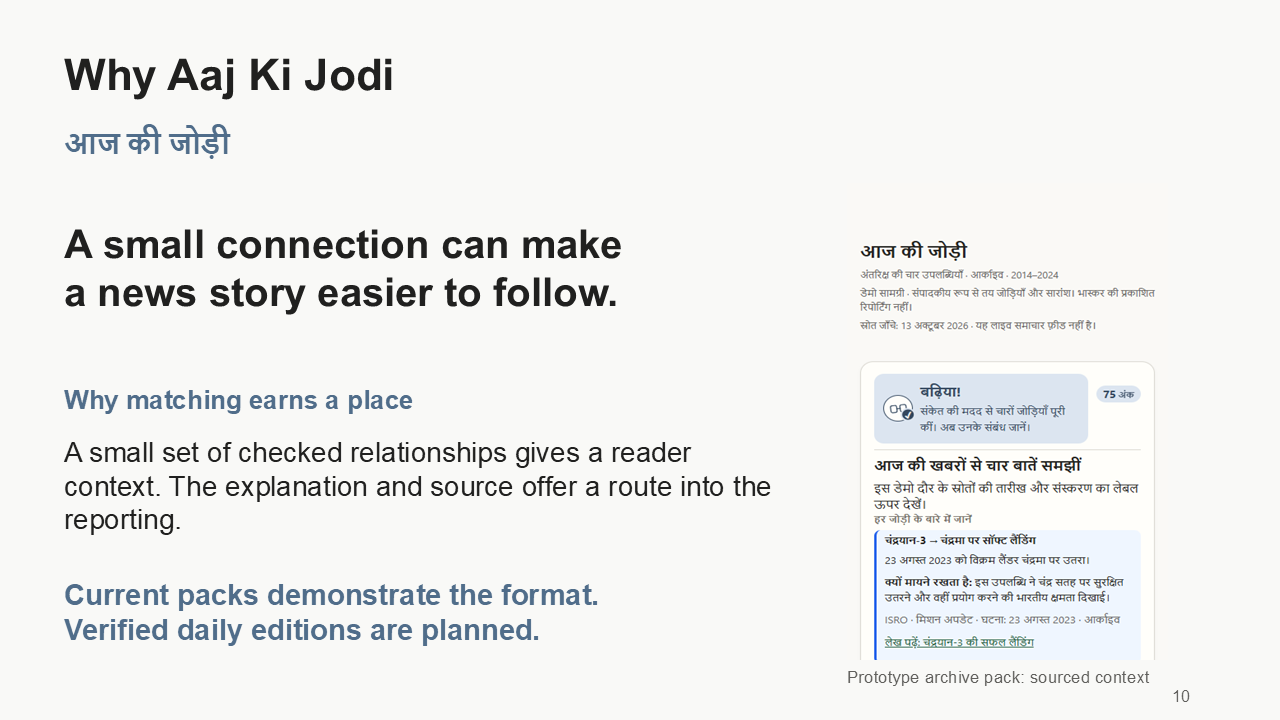 Why Aaj Ki Jodi
आज की जोड़ी
A small connection can make
a news story easier to follow.
Why matching earns a place
A small set of checked relationships gives a reader
context. The explanation and source offer a route into the
reporting.
Current packs demonstrate the format.
Verified daily editions are planned.
आज की जोड़ी
अंतरिक्ष की चार उपलब्धियाँ · आर्काइव · 2014–2024
डेमो सामग्री · संपादकीय रूप से तय जोड़ियाँ और सारांश। भास्कर की प्रकाशित
रिपोर्टिंग नहीं।
स्रोत जाँचे: 13 अक्टूबर 2026 · यह लाइव समाचार फ़ीड नहीं है।
बढ़िया!
75 अंक
संकेत की मदद से चारों जोड़ियाँ पूरी
कीं। अब उनके संबंध जानें।
आज की खबरों से चार बातें समझीं
इस डेमो दौर के स्रोतों की तारीख और संस्करण का लेबल
ऊपर देखें।
हर जोड़ी के बारे में जानें
चंद्रयान-3 → चंद्रमा पर सॉफ्ट लैंडिंग
23 अगस्त 2023 को विक्रम लैंडर चंद्रमा पर उतरा।
क्यों मायने रखता है: इस उपलब्धि ने चंद्र सतह पर सुरक्षित
उतरने और वहीं प्रयोग करने की भारतीय क्षमता दिखाई।
ISRO · मिशन अपडेट · घटना: 23 अगस्त 2023 · आर्काइव
लेख पढ़ें: चंद्रयान-3 की सफल लैंडिंग
Prototype archive pack: sourced context
10